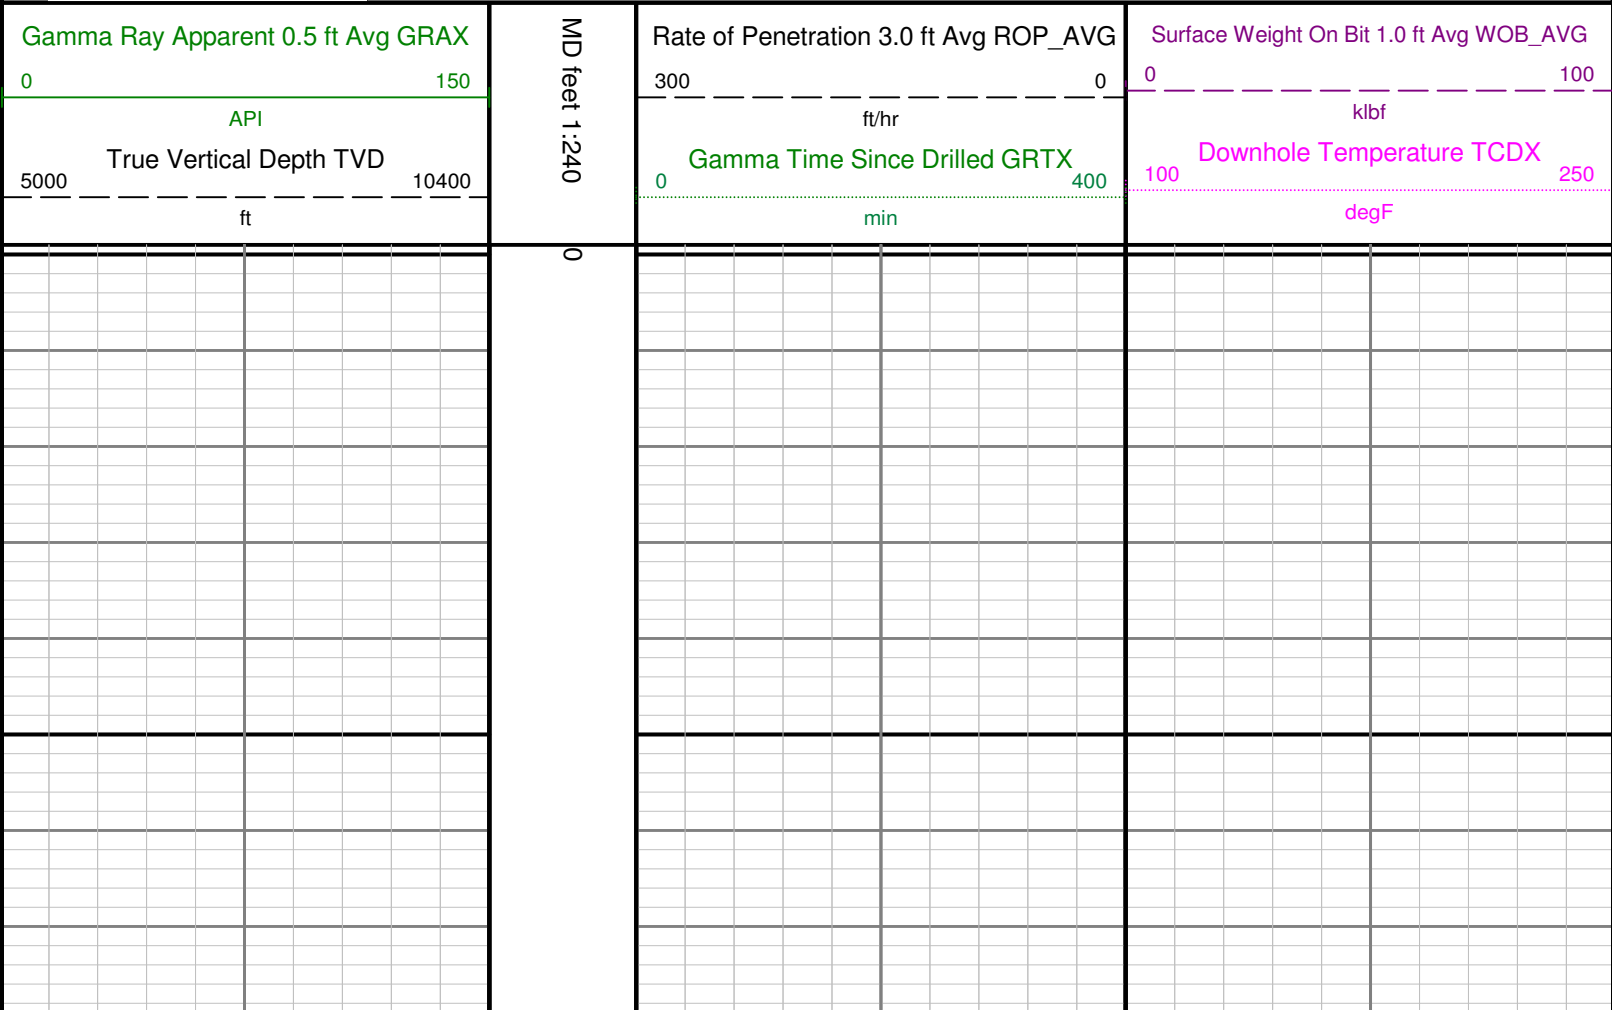 Gamma Ray Apparent 0.5 ft Avg GRAX
0 150
API
True Vertical Depth TVD
5000 10400
ft
MD feet 1:240
0
Rate of Penetration 3.0 ft Avg ROP_AVG
300 0
ft/hr
Gamma Time Since Drilled GRTX
0 400
min
Surface Weight On Bit 1.0 ft Avg WOB_AVG
0 100
klbf
Downhole Temperature TCDX
100 250
degF